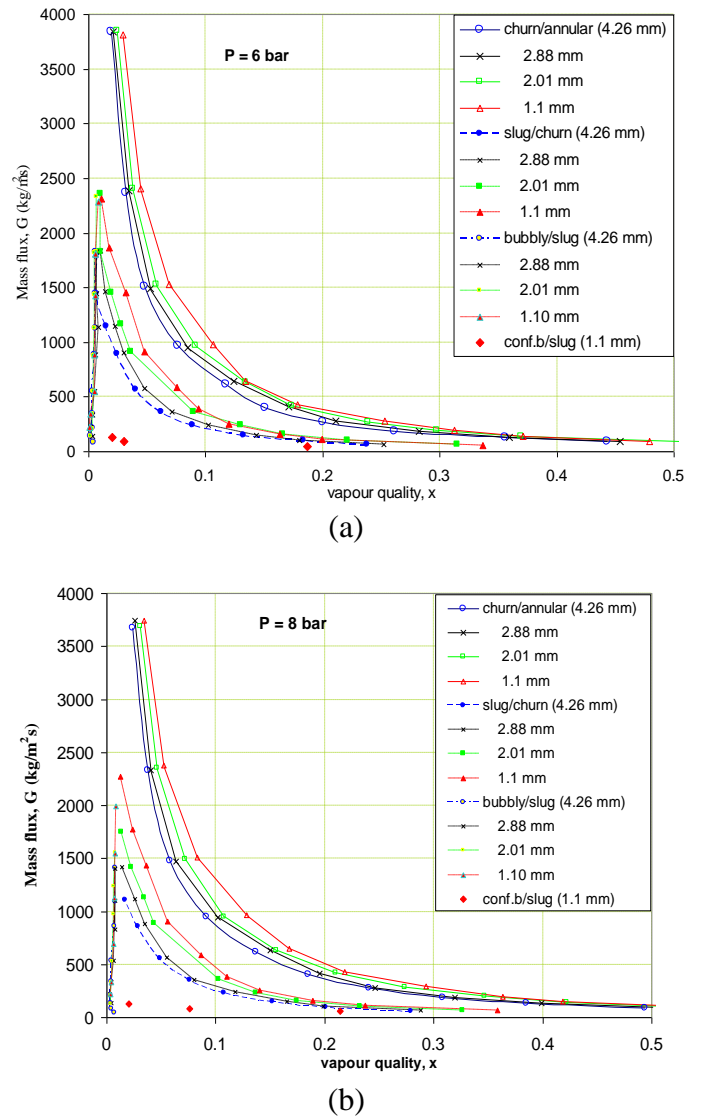 4000
3500
3000
2500
2000
1500
1000
500
0
Mass flux, G (kg/m²s)
P = 6 bar
churn/annular (4.26 mm)
2.88 mm
2.01 mm
1.1 mm
slug/churn (4.26 mm)
2.88 mm
2.01 mm
1.1 mm
bubbly/slug (4.26 mm)
2.88 mm
2.01 mm
1.10 mm
conf.b/slug (1.1 mm)
0 0.1 0.2 0.3 0.4 0.5
vapour quality, x
(a)
4000
3500
3000
2500
2000
1500
1000
500
0
Mass flux, G (kg/m²s)
P = 8 bar
churn/annular (4.26 mm)
2.88 mm
2.01 mm
1.1 mm
slug/churn (4.26 mm)
2.88 mm
2.01 mm
1.1 mm
bubbly/slug (4.26 mm)
2.88 mm
2.01 mm
1.10 mm
conf.b/slug (1.1 mm)
0 0.1 0.2 0.3 0.4 0.5
vapour quality, x
(b)